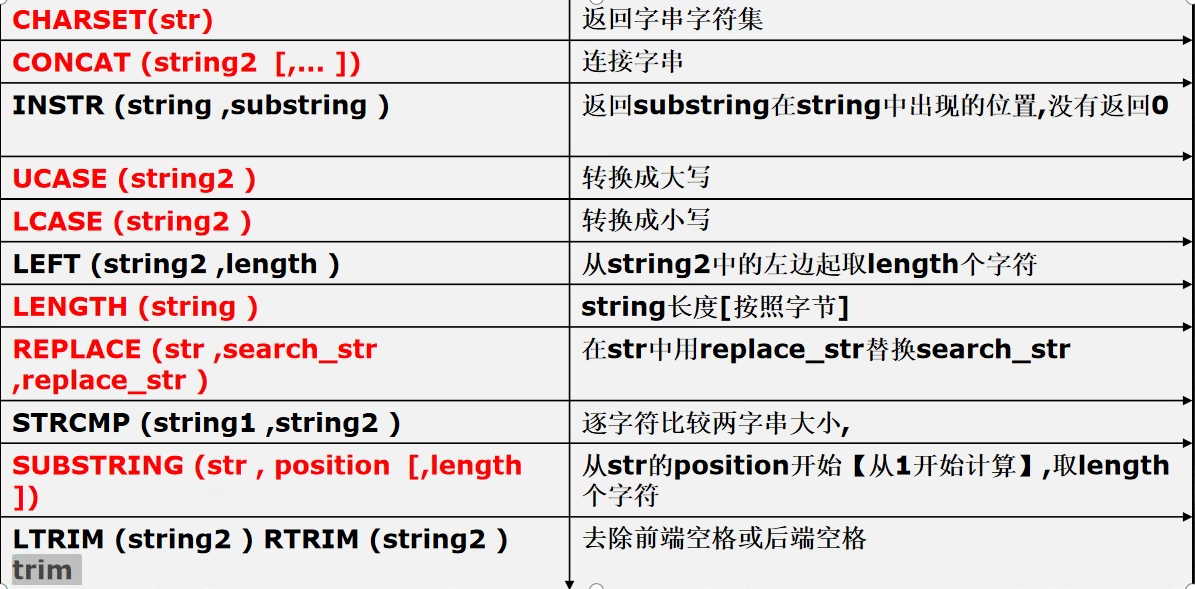 CHARSET(str) 返回字串字符集
CONCAT (string2  [,... ]) 连接字串
INSTR (string ,substring ) 返回substring在string中出现的位置,没有返回0
UCASE (string2 ) 转换成大写
LCASE (string2 ) 转换成小写
LEFT (string2 ,length ) 从string2中的左边起取length个字符
LENGTH (string ) string长度[按照字节]
REPLACE (str ,search_str
,replace_str ) 在str中用replace_str替换search_str
STRCMP (string1 ,string2 ) 逐字符比较两字串大小,
SUBSTRING (str , position  [,length
]) 从str的position开始【从1开始计算】,取length
个字符
LTRIM (string2 ) RTRIM (string2 )
trim 去除前端空格或后端空格